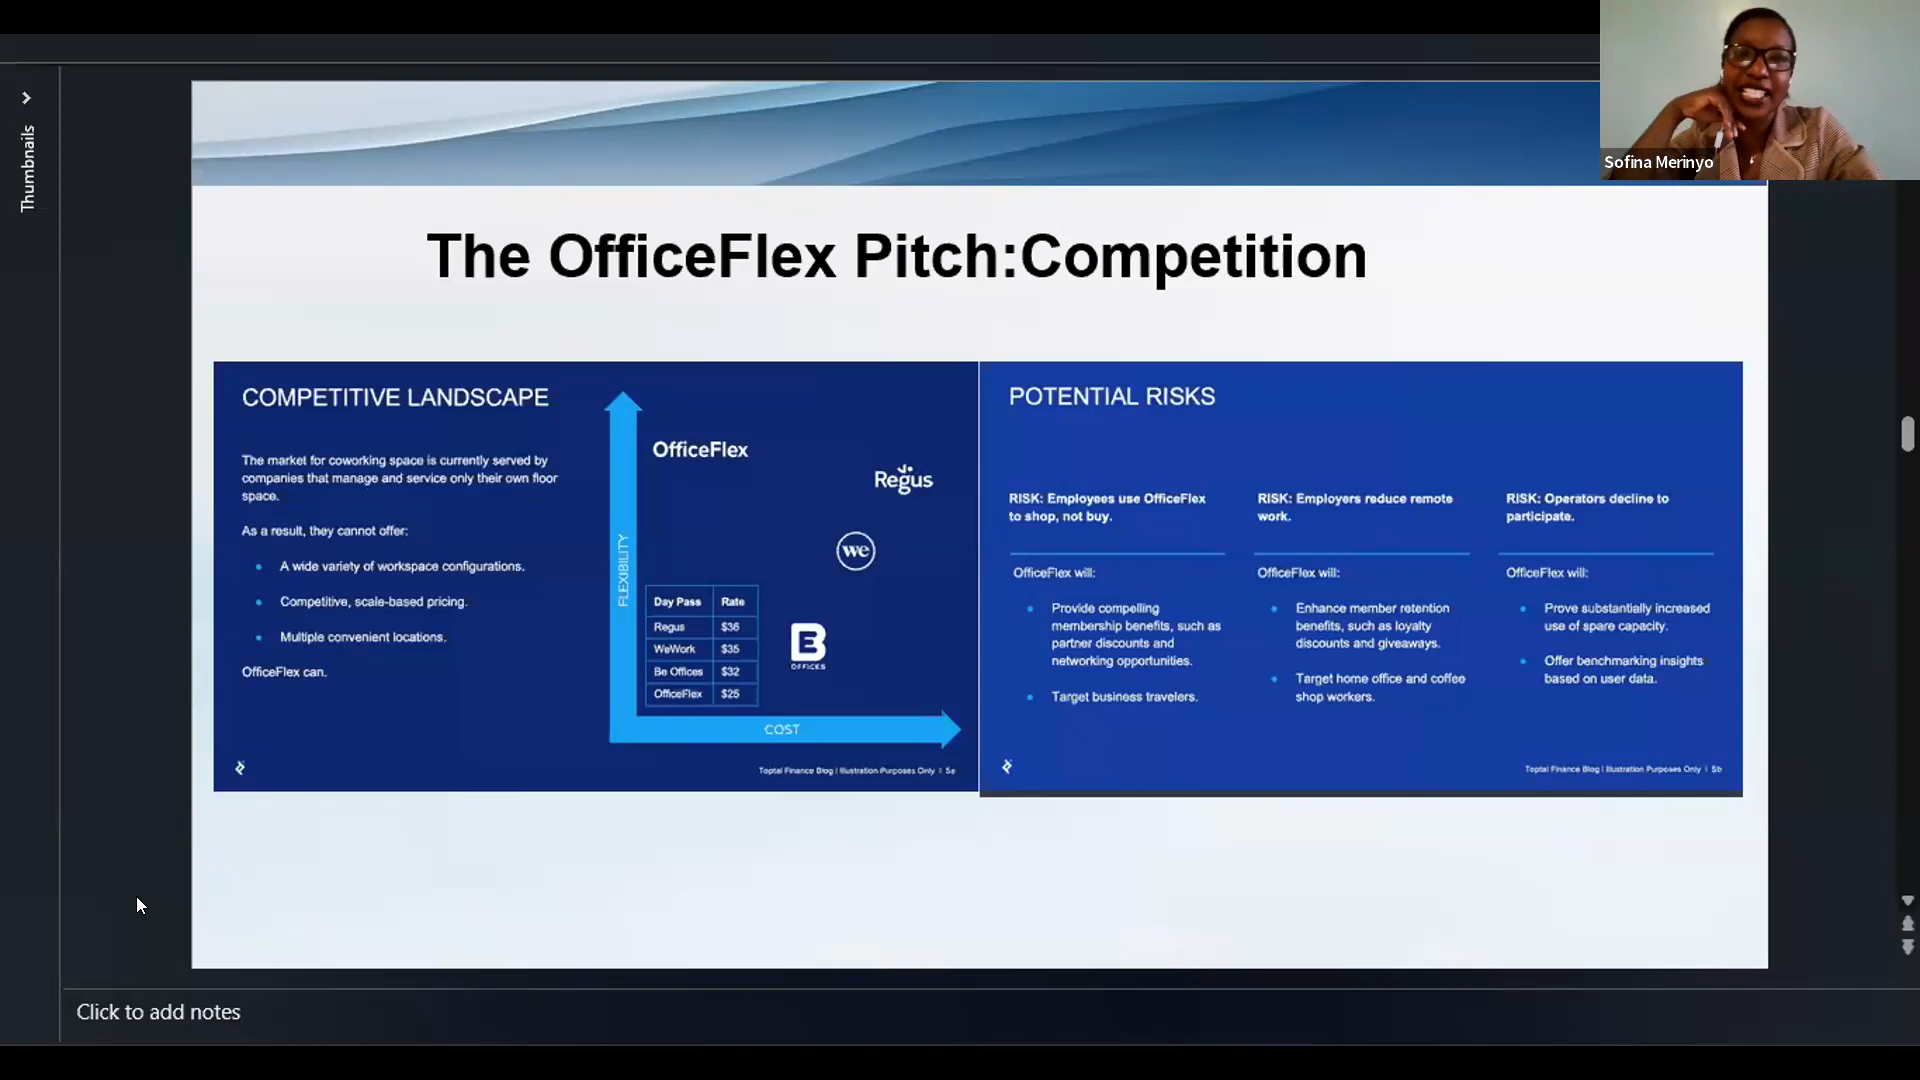 Thumbnails
Sofina Merinyo
The OfficeFlex Pitch:Competition
COMPETITIVE LANDSCAPE
The market for coworking space is currently served by
companies that manage and service only their own floor
space.
As a result, they cannot offer:
A wide variety of workspace configurations.
Competitive, scale-based pricing.
Multiple convenient locations.
OfficeFlex can.
FLEXIBILITY
OfficeFlex
Regus
we
Day Pass Rate
Regus $36
WeWork $35
Be Offices $32
OfficeFlex $25
B
OFFICES
COST
Toptal Finance Blog | Illustration Purposes Only | 5a
POTENTIAL RISKS
RISK: Employees use OfficeFlex
to shop, not buy.
OfficeFlex will:
Provide compelling
membership benefits, such as
partner discounts and
networking opportunities.
Target business travelers.
RISK: Employers reduce remote
work.
OfficeFlex will:
Enhance member retention
benefits, such as loyalty
discounts and giveaways.
Target home office and coffee
shop workers.
RISK: Operators decline to
participate.
OfficeFlex will:
Prove substantially increased
use of spare capacity.
Offer benchmarking insights
based on user data.
Toptal Finance Blog | Illustration Purposes Only | 5b
Click to add notes